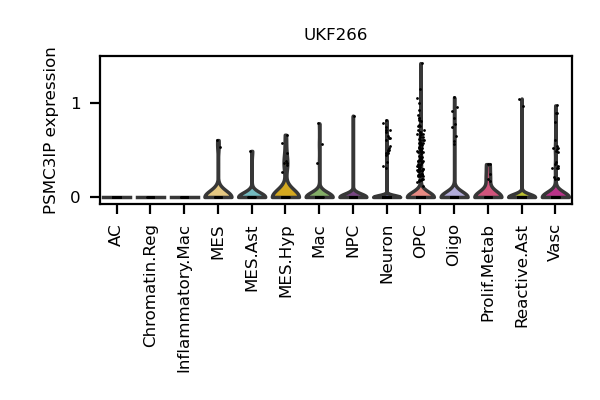 UKF266
PSMC3IP expression
1
0
AC
Chromatin.Reg
Inflammatory.Mac
MES
MES.Ast
MES.Hyp
Mac
NPC
Neuron
OPC
Oligo
Prolif.Metab
Reactive.Ast
Vasc